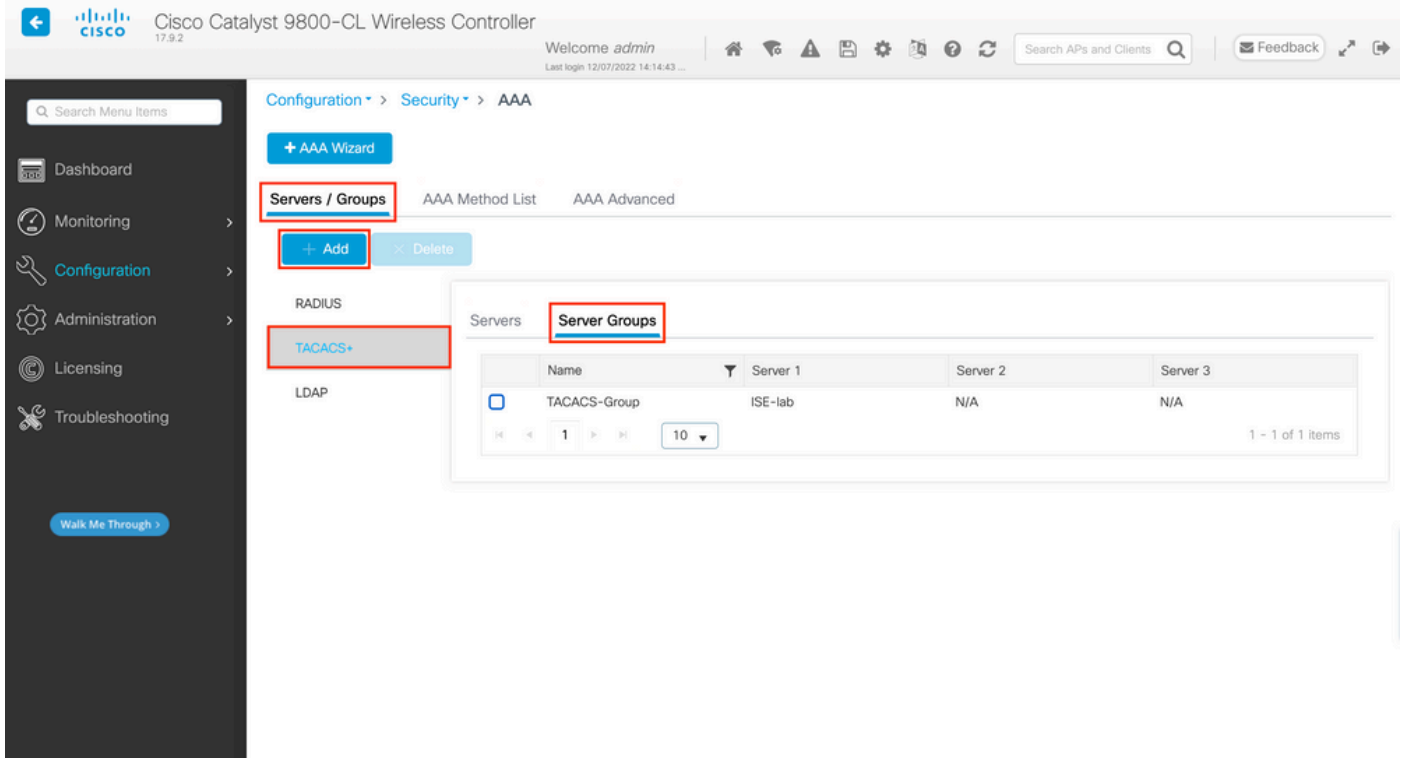 CISCO
Cisco Catalyst 9800-CL Wireless Controller
17.9.2
Welcome admin
Last login 12/07/2022 14:14:43 ...
Search APs and Clients
Feedback
Search Menu Items
Dashboard
Monitoring
Configuration
Administration
Licensing
Troubleshooting
Walk Me Through >
Configuration > Security > AAA
+ AAA Wizard
Servers / Groups AAA Method List AAA Advanced
+ Add × Delete
RADIUS
TACACS+
LDAP
Servers Server Groups
Name Server 1 Server 2 Server 3
TACACS-Group ISE-lab N/A N/A
1 10 1 - 1 of 1 items